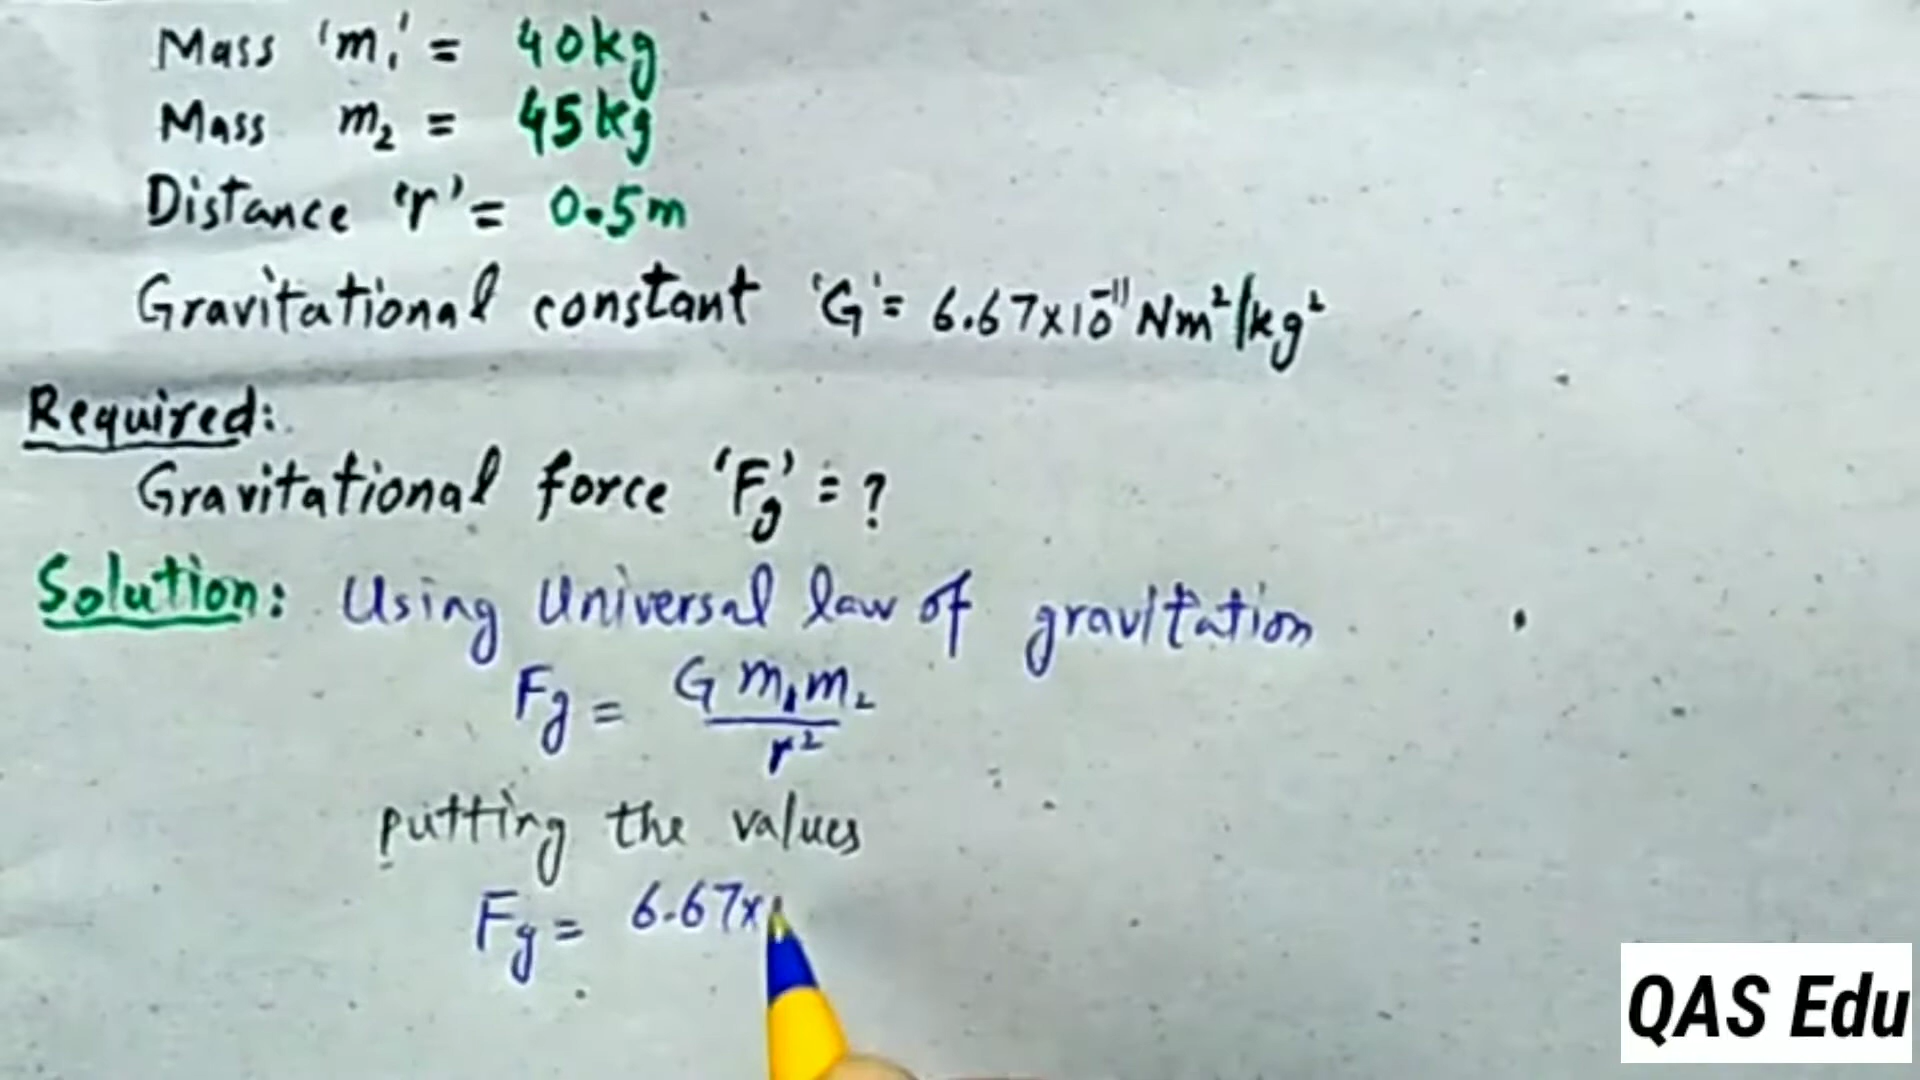 Mass 'm₁' = 40kg
Mass m₂ = 45kg
Distance 'r' = 0.5m
Gravitational constant 'G' = 6.67x10⁻¹¹ Nm²/kg²
Required:
Gravitational force 'Fg' = ?
Solution: Using Universal law of gravitation
Fg = G m₁m₂
r²
putting the values
Fg = 6.67x
QAS Edu